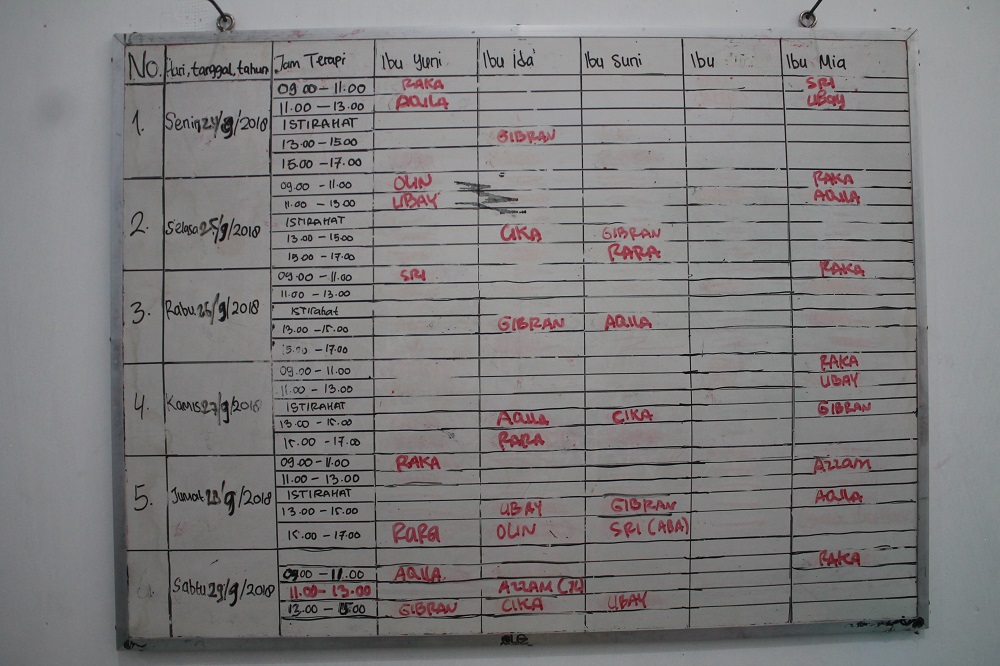 No. Hari, tanggal, tahun Jam Terapi Ibu Yuni Ibu Ida' Ibu Suni Ibu Ibu Mia
1. Senin 24/9/2018 09 00 - 11.00 RAKA SRI
11.00 - 13.00 AQILA UBAY
ISTIRAHAT
13.00 - 15.00 GIBRAN
15.00 - 17.00
2. Selasa 25/9/2018 09.00 - 11.00 OLIN RAKA
11.00 - 13.00 UBAY AQILA
ISTIRAHAT
13.00 - 15.00 CIKA GIBRAN
15.00 - 17.00 RARA
3. Rabu 26/9/2018 09.00 - 11.00 SRI RAKA
11.00 - 13.00
ISTIRahat
13.00 - 15.00 GIBRAN AQILA
15.00 - 17.00
4. Kamis 27/9/2018 09.00 - 11.00 RAKA
11.00 - 13.00 UBAY
ISTIRAHAT GIBRAN
13.00 - 15.00 AQILA CIKA
15.00 - 17.00 RARA
5. Jumat 28/9/2018 09.00 - 11.00 RAKA AZZAM
11.00 - 13.00
ISTIRAHAT AQILA
13.00 - 15.00 UBAY GIBRAN
15.00 - 17.00 RARA OLIN SRI (ABA)
RAKA
Sabtu 29/9/2018 09.00 - 11.00 AQILA
11.00 - 13.00 AZZAM
13.00 - 15.00 GIBRAN CIKA UBAY